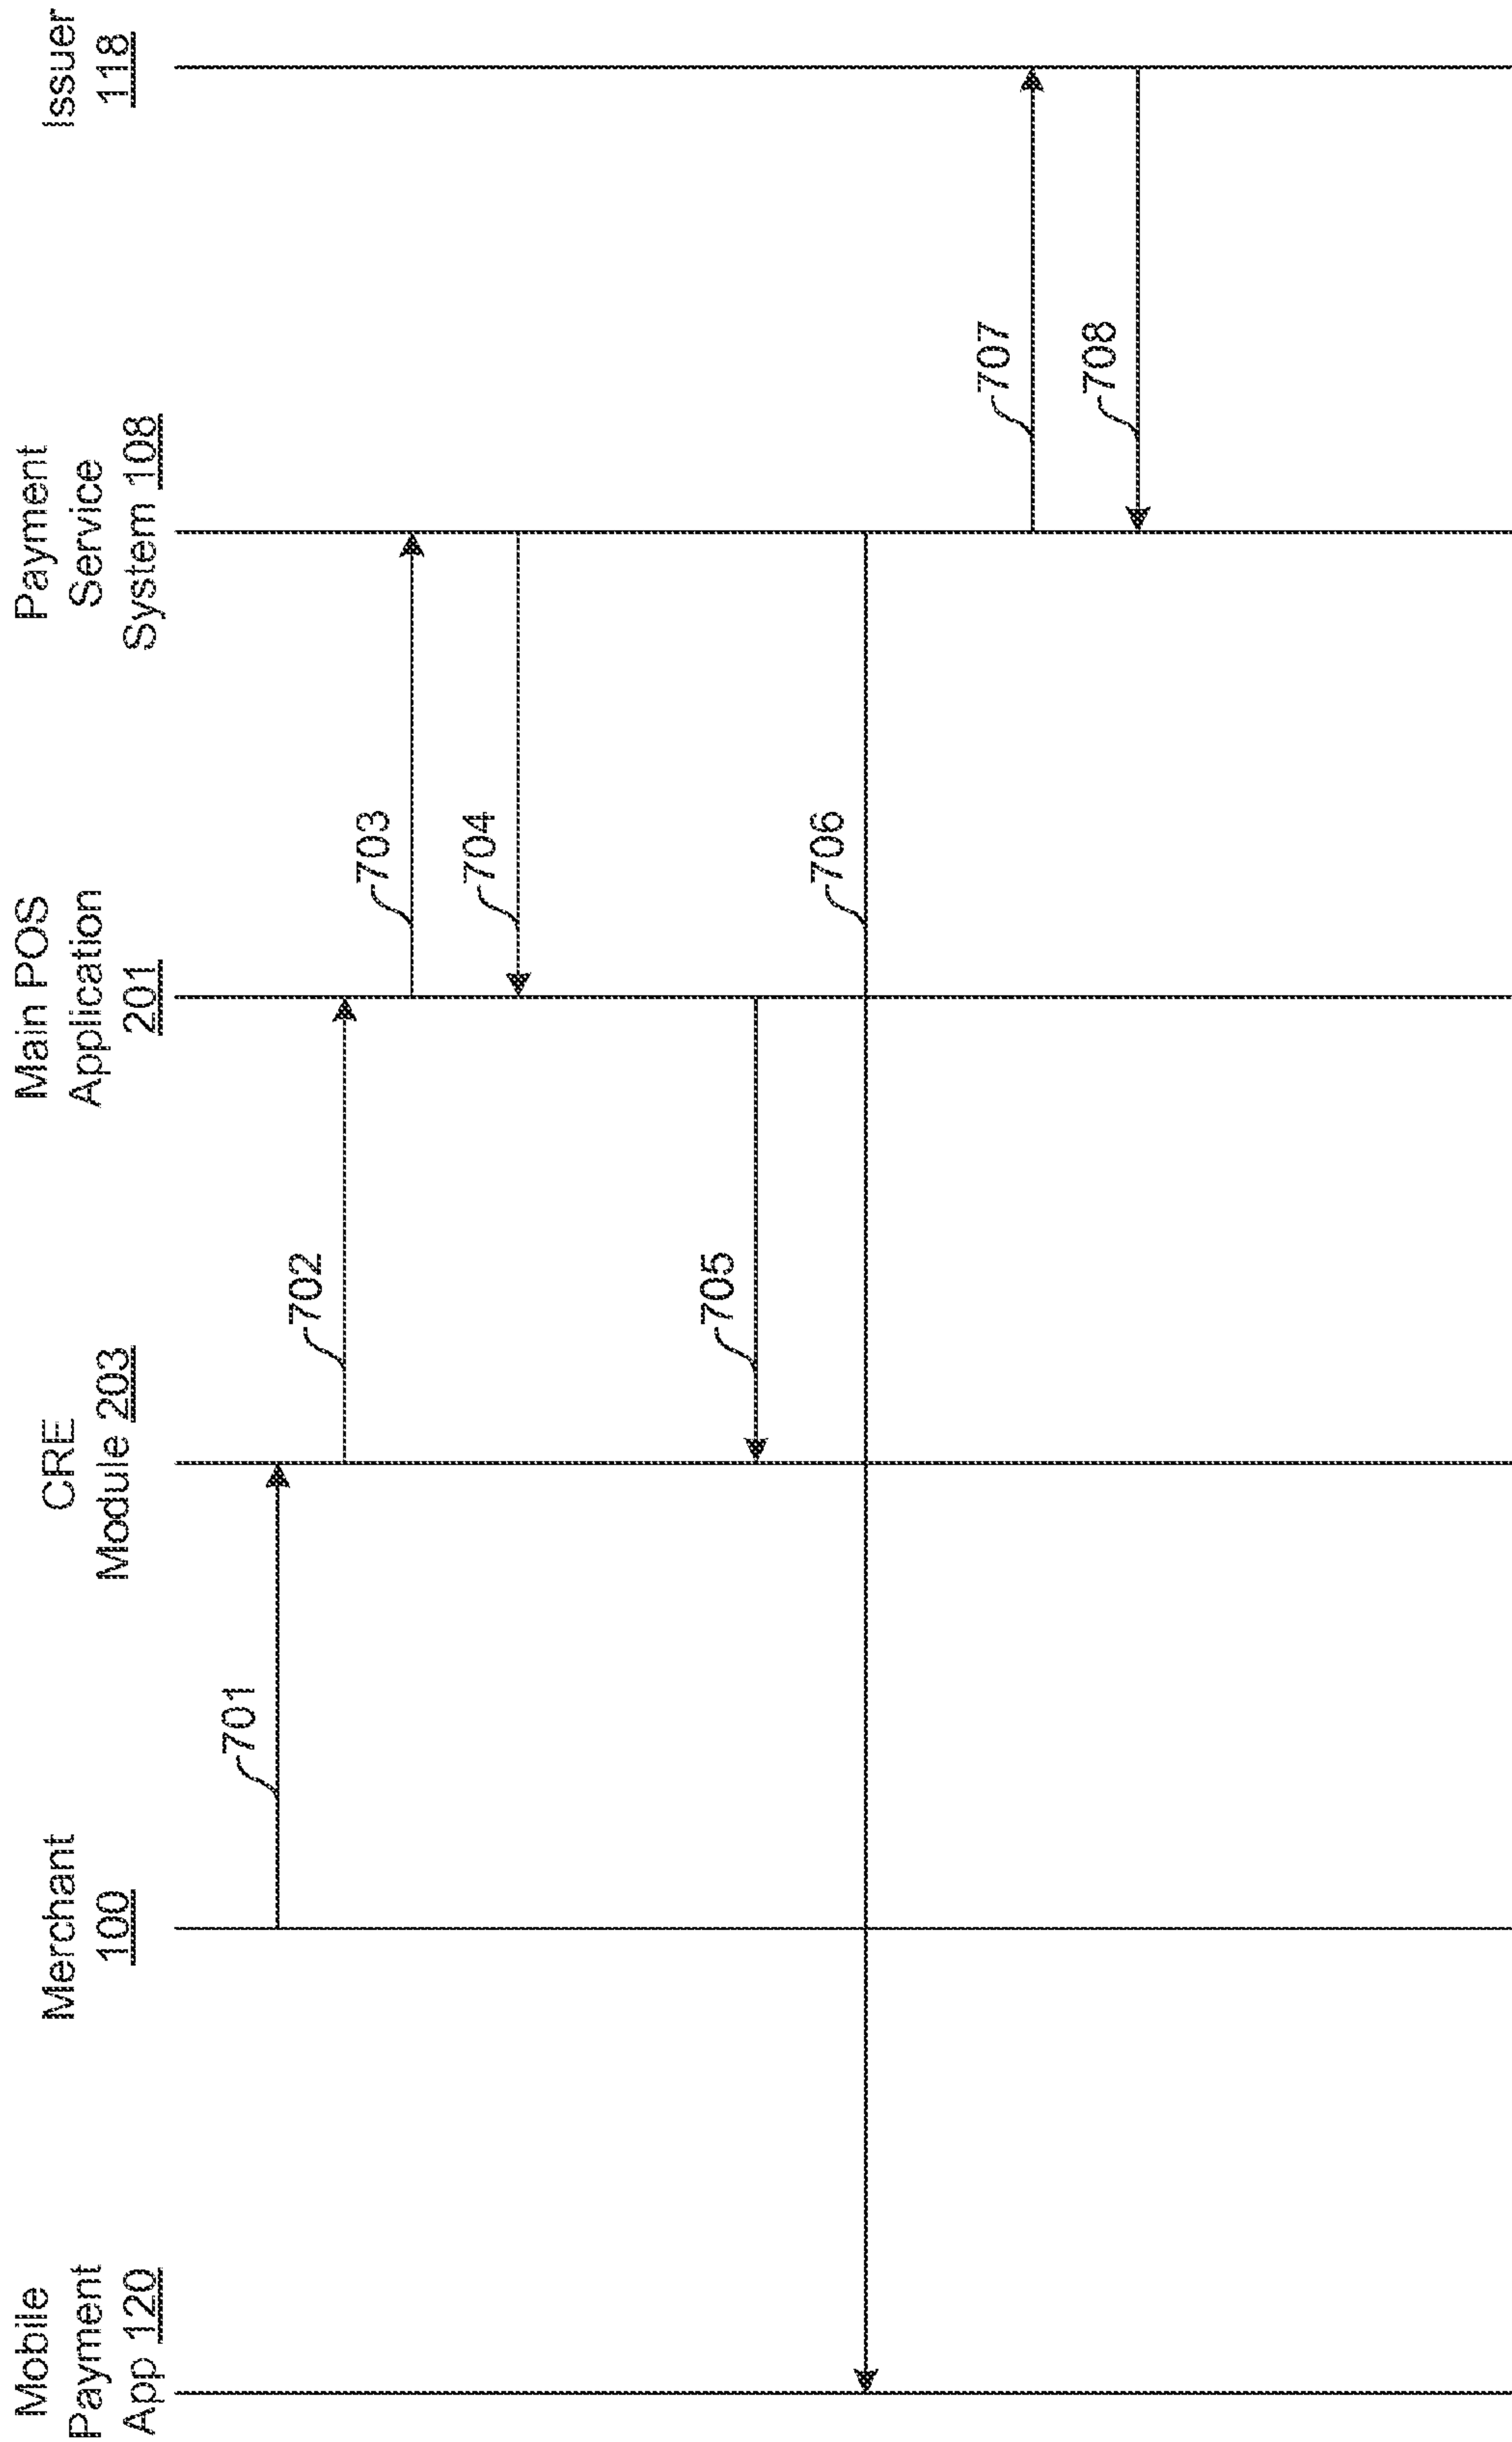 Mobile
Payment
App 120
Merchant
100
CRE
Module 203
Main POS
Application
201
Payment
Service
System 108
Issuer
118
701
702
703
704
705
706
707
708